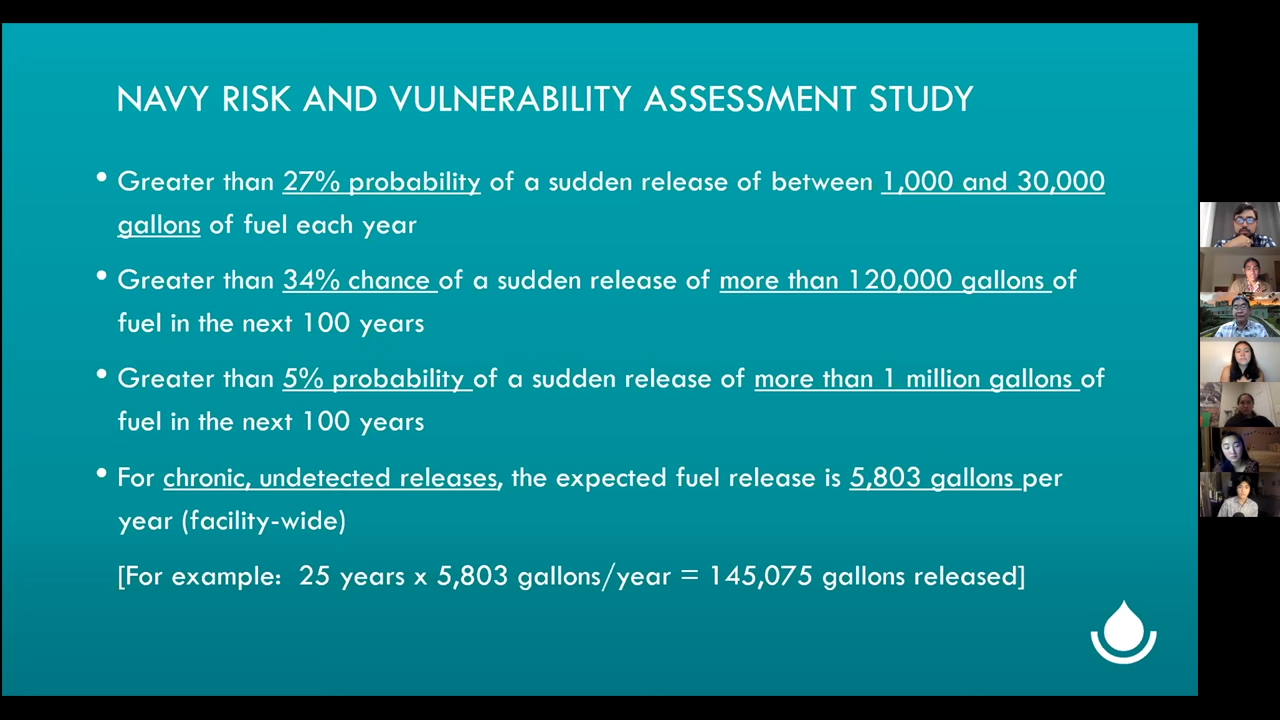 NAVY RISK AND VULNERABILITY ASSESSMENT STUDY
• Greater than 27% probability of a sudden release of between 1,000 and 30,000
gallons of fuel each year
• Greater than 34% chance of a sudden release of more than 120,000 gallons of
fuel in the next 100 years
• Greater than 5% probability of a sudden release of more than 1 million gallons of
fuel in the next 100 years
• For chronic, undetected releases, the expected fuel release is 5,803 gallons per
year (facility-wide)
[For example: 25 years x 5,803 gallons/year = 145,075 gallons released]